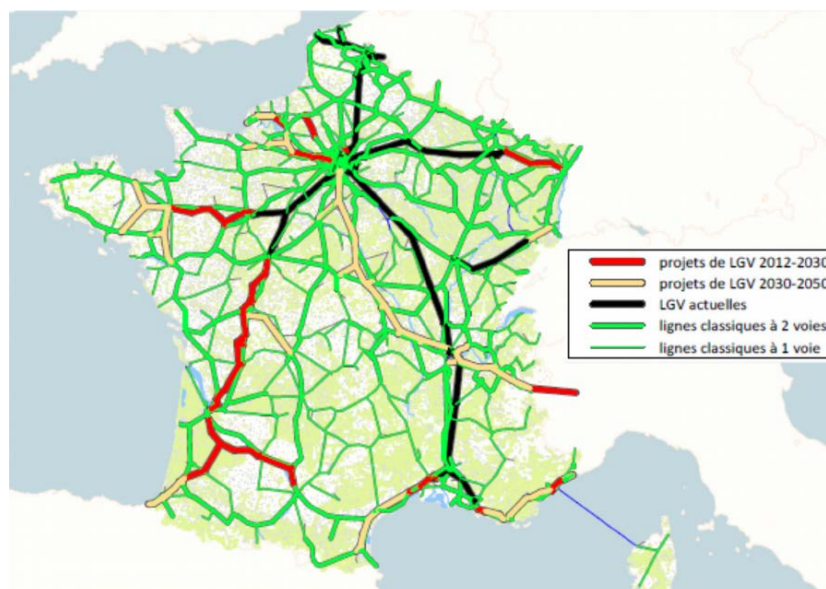 projets de LGV 2012-2030
projets de LGV 2030-2050
LGV actuelles
lignes classiques à 2 voies
lignes classiques à 1 voie